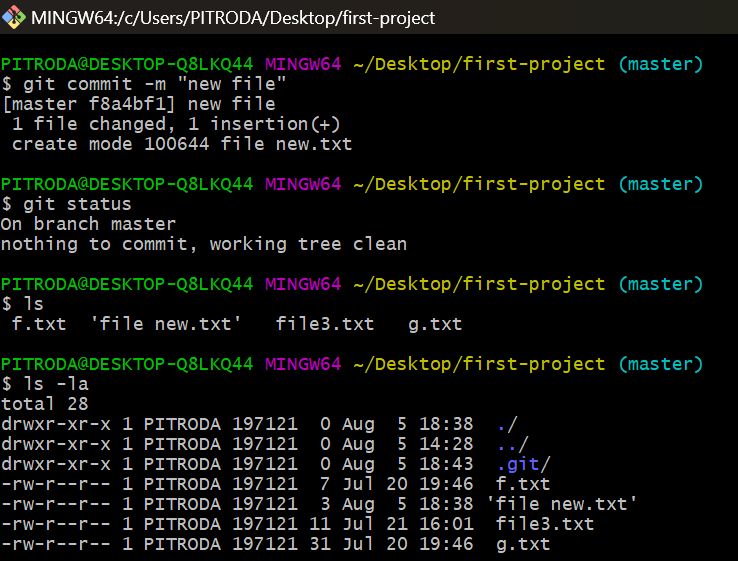 MINGW64:/c/Users/PITRODA/Desktop/first-project
PITRODA@DESKTOP-Q8LKQ44 MINGW64 ~/Desktop/first-project (master)
$ git commit -m "new file"
[master f8a4bf1] new file
 1 file changed, 1 insertion(+)
 create mode 100644 file new.txt
PITRODA@DESKTOP-Q8LKQ44 MINGW64 ~/Desktop/first-project (master)
$ git status
On branch master
nothing to commit, working tree clean
PITRODA@DESKTOP-Q8LKQ44 MINGW64 ~/Desktop/first-project (master)
$ ls
 f.txt  'file new.txt'   file3.txt   g.txt
PITRODA@DESKTOP-Q8LKQ44 MINGW64 ~/Desktop/first-project (master)
$ ls -la
total 28
drwxr-xr-x 1 PITRODA 197121  0 Aug  5 18:38  ./
drwxr-xr-x 1 PITRODA 197121  0 Aug  5 14:28  ../
drwxr-xr-x 1 PITRODA 197121  0 Aug  5 18:43  .git/
-rw-r--r-- 1 PITRODA 197121  7 Jul 20 19:46  f.txt
-rw-r--r-- 1 PITRODA 197121  3 Aug  5 18:38 'file new.txt'
-rw-r--r-- 1 PITRODA 197121 11 Jul 21 16:01  file3.txt
-rw-r--r-- 1 PITRODA 197121 31 Jul 20 19:46  g.txt